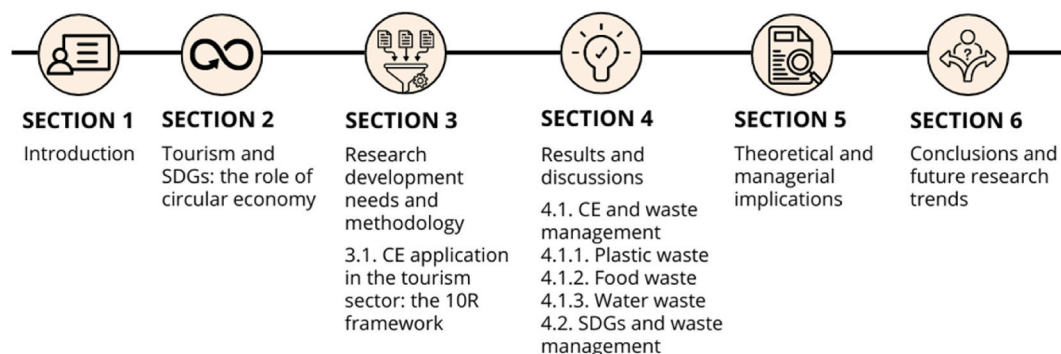 SECTION 1
Introduction
SECTION 2
Tourism and
SDGs: the role of
circular economy
SECTION 3
Research
development
needs and
methodology
3.1. CE application
in the tourism
sector: the 10R
framework
SECTION 4
Results and
discussions
4.1. CE and waste
management
4.1.1. Plastic waste
4.1.2. Food waste
4.1.3. Water waste
4.2. SDGs and waste
management
SECTION 5
Theoretical and
managerial
implications
SECTION 6
Conclusions and
future research
trends
?